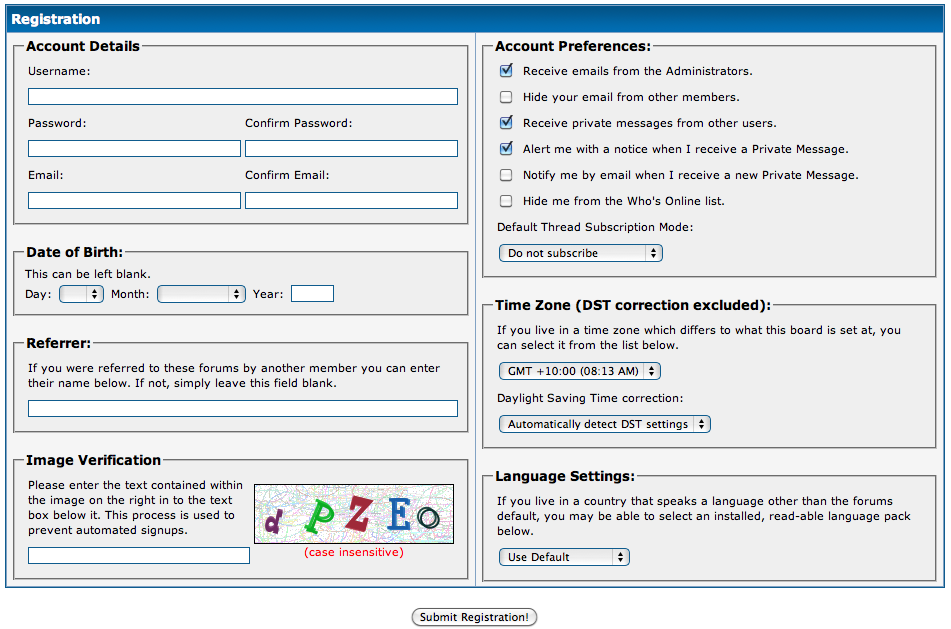 Registration
Account Details
Username:
Password:
Confirm Password:
Email:
Confirm Email:
Date of Birth:
This can be left blank.
Day:
Month:
Year:
Referrer:
If you were referred to these forums by another member you can enter
their name below. If not, simply leave this field blank.
Image Verification
Please enter the text contained within
the image on the right in to the text
box below it. This process is used to
prevent automated signups.
d P Z E O
(case insensitive)
Account Preferences:
Receive emails from the Administrators.
Hide your email from other members.
Receive private messages from other users.
Alert me with a notice when I receive a Private Message.
Notify me by email when I receive a new Private Message.
Hide me from the Who's Online list.
Default Thread Subscription Mode:
Do not subscribe
Time Zone (DST correction excluded):
If you live in a time zone which differs to what this board is set at, you
can select it from the list below.
GMT +10:00 (08:13 AM)
Daylight Saving Time correction:
Automatically detect DST settings
Language Settings:
If you live in a country that speaks a language other than the forums
default, you may be able to select an installed, read-able language pack
below.
Use Default
Submit Registration!